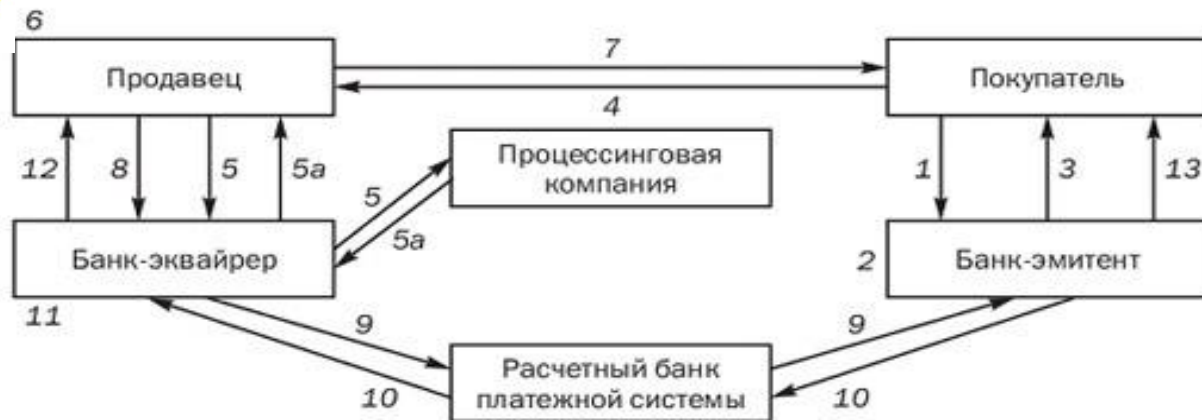 6
7
Продавец
Покупатель
4
12
8
5
5а
Процессинговая
компания
1
3
13
5
5а
Банк-эквайрер
2
Банк-эмитент
11
9
9
Расчетный банк
платежной системы
10
10